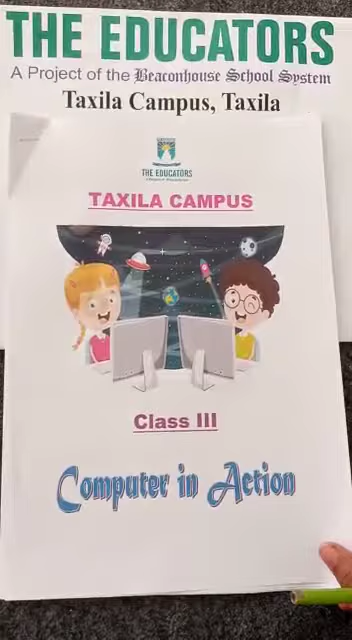 THE EDUCATORS
A Project of the Beaconhouse School System
Taxila Campus, Taxila
THE EDUCATORS
TAXILA CAMPUS
Class III
Computer in Action